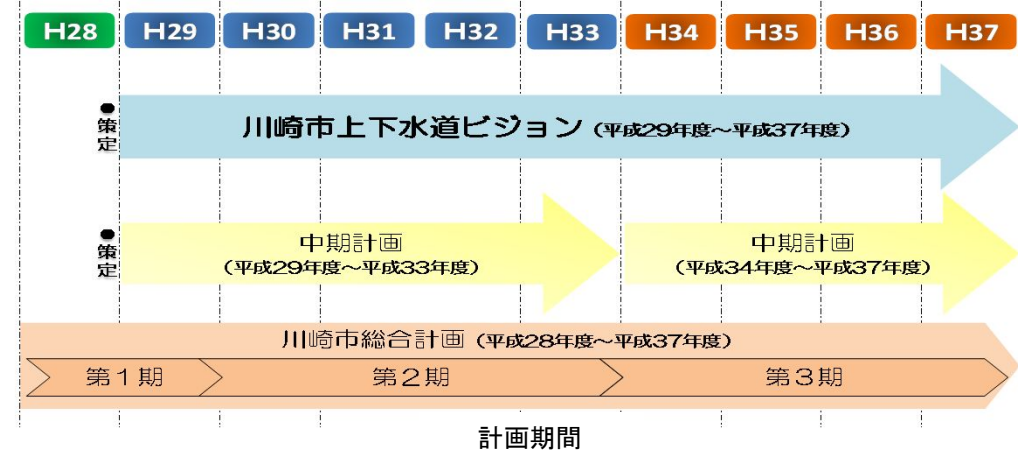 H28 H29 H30 H31 H32 H33 H34 H35 H36 H37
●策定
川崎市上下水道ビジョン（平成29年度～平成37年度）
●策定
中期計画
（平成29年度～平成33年度）
中期計画
（平成34年度～平成37年度）
川崎市総合計画（平成28年度～平成37年度）
第１期 第２期 第３期
計画期間